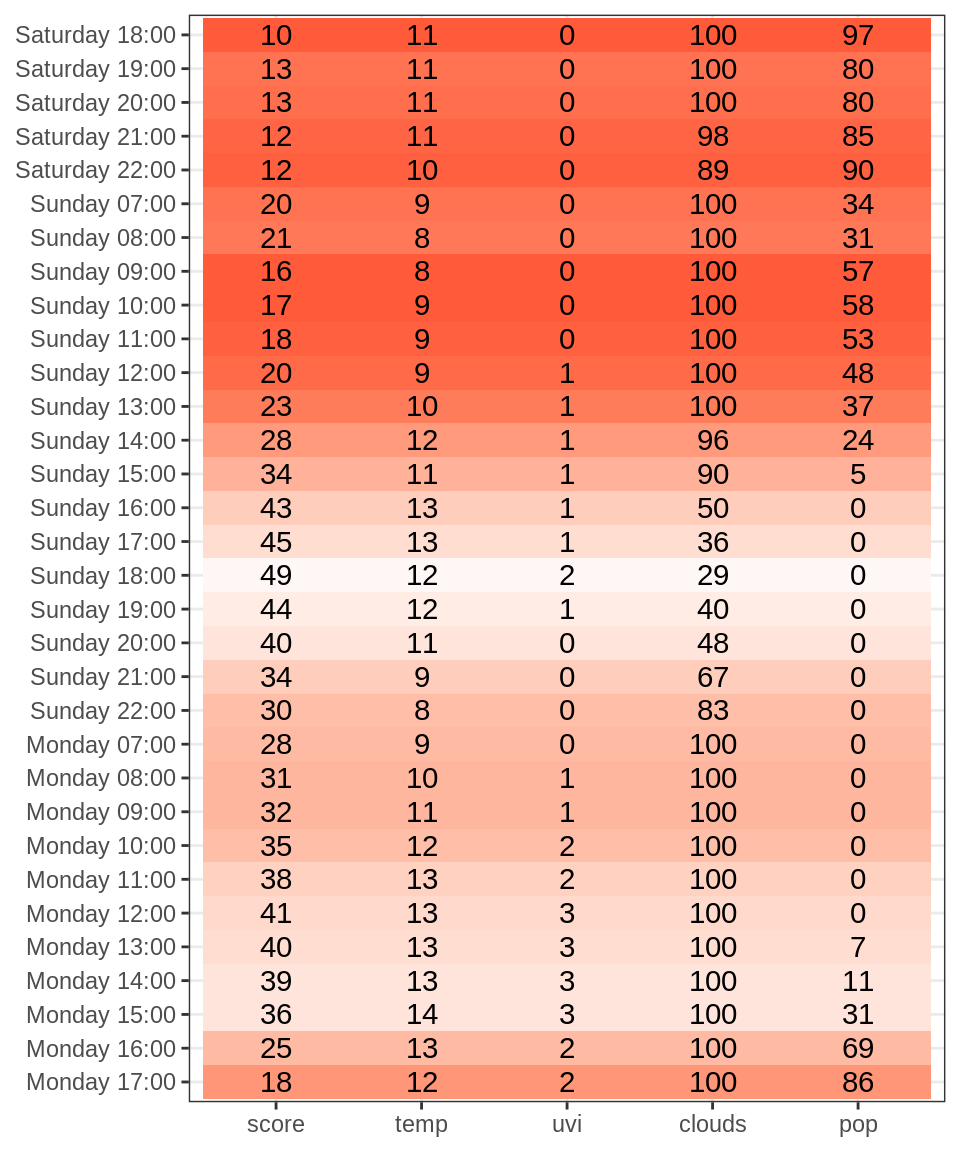 Saturday 18:00 10 11 0 100 97
Saturday 19:00 13 11 0 100 80
Saturday 20:00 13 11 0 100 80
Saturday 21:00 12 11 0 98 85
Saturday 22:00 12 10 0 89 90
Sunday 07:00 20 9 0 100 34
Sunday 08:00 21 8 0 100 31
Sunday 09:00 16 8 0 100 57
Sunday 10:00 17 9 0 100 58
Sunday 11:00 18 9 0 100 53
Sunday 12:00 20 9 1 100 48
Sunday 13:00 23 10 1 100 37
Sunday 14:00 28 12 1 96 24
Sunday 15:00 34 11 1 90 5
Sunday 16:00 43 13 1 50 0
Sunday 17:00 45 13 1 36 0
Sunday 18:00 49 12 2 29 0
Sunday 19:00 44 12 1 40 0
Sunday 20:00 40 11 0 48 0
Sunday 21:00 34 9 0 67 0
Sunday 22:00 30 8 0 83 0
Monday 07:00 28 9 0 100 0
Monday 08:00 31 10 1 100 0
Monday 09:00 32 11 1 100 0
Monday 10:00 35 12 2 100 0
Monday 11:00 38 13 2 100 0
Monday 12:00 41 13 3 100 0
Monday 13:00 40 13 3 100 7
Monday 14:00 39 13 3 100 11
Monday 15:00 36 14 3 100 31
Monday 16:00 25 13 2 100 69
Monday 17:00 18 12 2 100 86
score temp uvi clouds pop